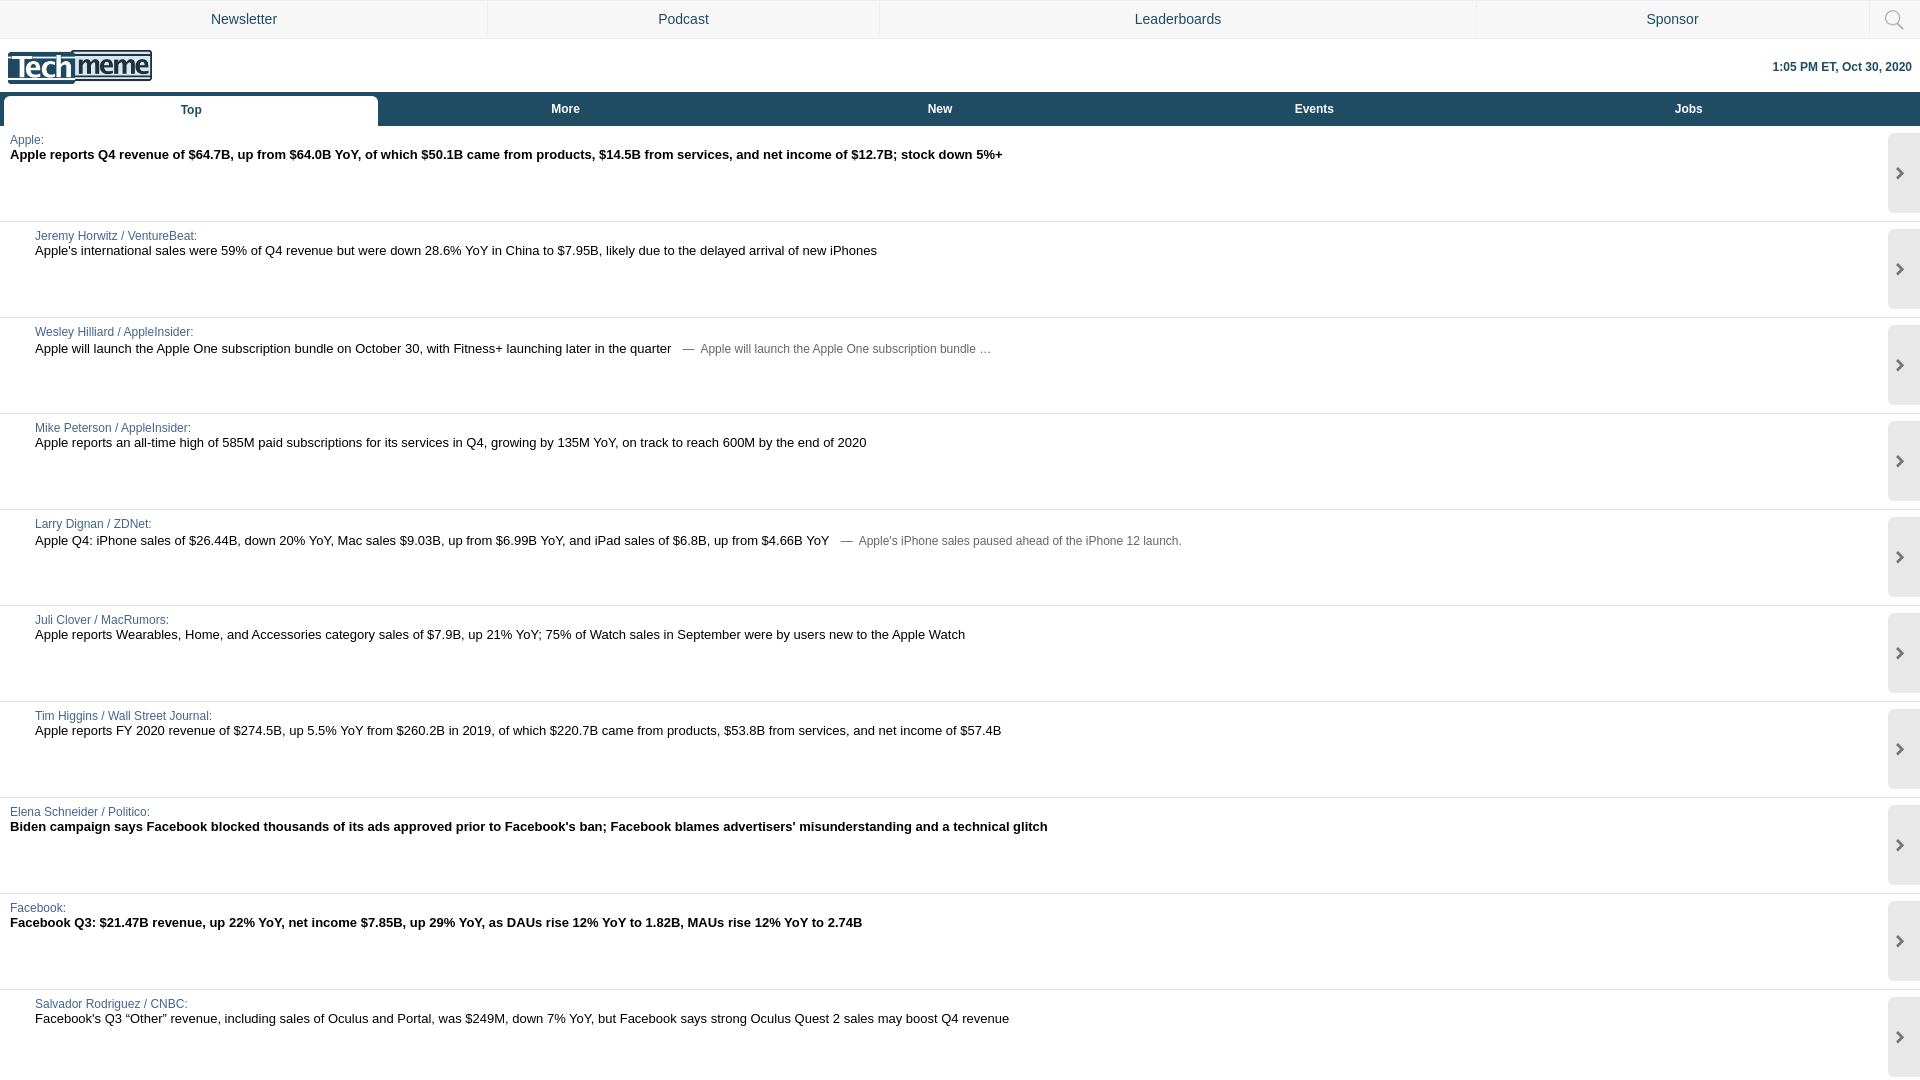 Newsletter
Podcast
Leaderboards
Sponsor
Techmeme
1:05 PM ET, Oct 30, 2020
Top
More
New
Events
Jobs
Apple:
Apple reports Q4 revenue of $64.7B, up from $64.0B YoY, of which $50.1B came from products, $14.5B from services, and net income of $12.7B; stock down 5%+
Jeremy Horwitz / VentureBeat:
Apple's international sales were 59% of Q4 revenue but were down 28.6% YoY in China to $7.95B, likely due to the delayed arrival of new iPhones
Wesley Hilliard / AppleInsider:
Apple will launch the Apple One subscription bundle on October 30, with Fitness+ launching later in the quarter — Apple will launch the Apple One subscription bundle …
Mike Peterson / AppleInsider:
Apple reports an all-time high of 585M paid subscriptions for its services in Q4, growing by 135M YoY, on track to reach 600M by the end of 2020
Larry Dignan / ZDNet:
Apple Q4: iPhone sales of $26.44B, down 20% YoY, Mac sales $9.03B, up from $6.99B YoY, and iPad sales of $6.8B, up from $4.66B YoY — Apple's iPhone sales paused ahead of the iPhone 12 launch.
Juli Clover / MacRumors:
Apple reports Wearables, Home, and Accessories category sales of $7.9B, up 21% YoY; 75% of Watch sales in September were by users new to the Apple Watch
Tim Higgins / Wall Street Journal:
Apple reports FY 2020 revenue of $274.5B, up 5.5% YoY from $260.2B in 2019, of which $220.7B came from products, $53.8B from services, and net income of $57.4B
Elena Schneider / Politico:
Biden campaign says Facebook blocked thousands of its ads approved prior to Facebook's ban; Facebook blames advertisers' misunderstanding and a technical glitch
Facebook:
Facebook Q3: $21.47B revenue, up 22% YoY, net income $7.85B, up 29% YoY, as DAUs rise 12% YoY to 1.82B, MAUs rise 12% YoY to 2.74B
Salvador Rodriguez / CNBC:
Facebook's Q3 “Other” revenue, including sales of Oculus and Portal, was $249M, down 7% YoY, but Facebook says strong Oculus Quest 2 sales may boost Q4 revenue